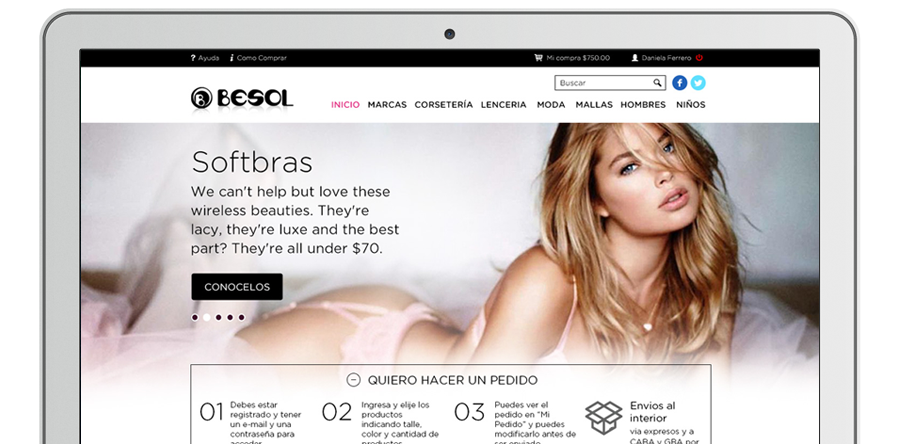 ? Ayuda i Como Comprar Mi compra $750.00 Daniela Ferrero
Buscar
B BESOL
INICIO MARCAS CORSETERÍA LENCERIA MODA MALLAS HOMBRES NIÑOS
Softbras
We can't help but love these
wireless beauties. They're
lacy, they're luxe and the best
part? They're all under $70.
CONOCELOS
QUIERO HACER UN PEDIDO
01
Debes estar
registrado y tener
un e-mail y una
contraseña para
acceder
02
Ingresa y elije los
productos
indicando talle,
color y cantidad de
productos
03
Puedes ver el
pedido en "Mi
Pedido" y puedes
modificarlo antes de
ser enviado
Envios al
interior
via expresos y a
CABA y GBA por